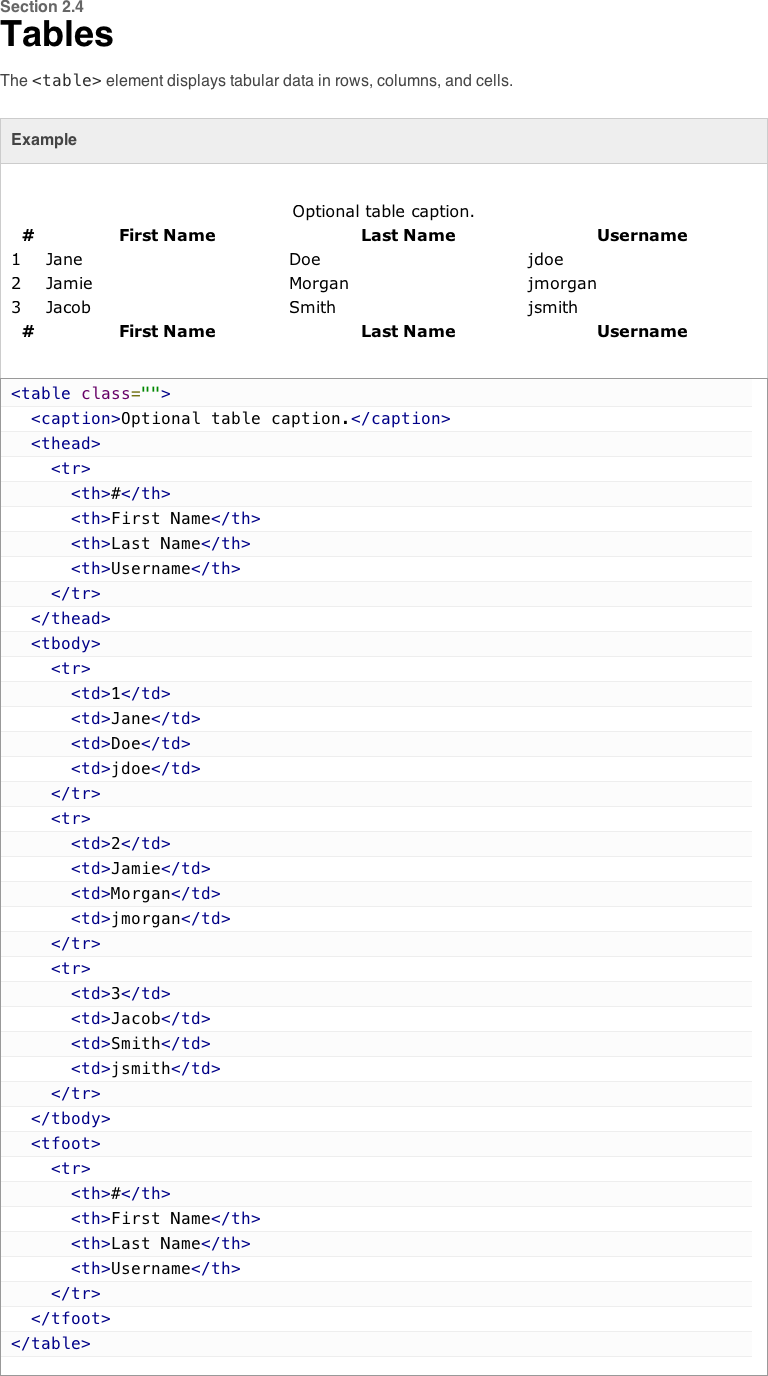 Section 2.4
Tables
The <table> element displays tabular data in rows, columns, and cells.
Example
Optional table caption.
# First Name Last Name Username
1 Jane Doe jdoe
2 Jamie Morgan jmorgan
3 Jacob Smith jsmith
# First Name Last Name Username
<table class="">
  <caption>Optional table caption.</caption>
  <thead>
    <tr>
      <th>#</th>
      <th>First Name</th>
      <th>Last Name</th>
      <th>Username</th>
    </tr>
  </thead>
  <tbody>
    <tr>
      <td>1</td>
      <td>Jane</td>
      <td>Doe</td>
      <td>jdoe</td>
    </tr>
    <tr>
      <td>2</td>
      <td>Jamie</td>
      <td>Morgan</td>
      <td>jmorgan</td>
    </tr>
    <tr>
      <td>3</td>
      <td>Jacob</td>
      <td>Smith</td>
      <td>jsmith</td>
    </tr>
  </tbody>
  <tfoot>
    <tr>
      <th>#</th>
      <th>First Name</th>
      <th>Last Name</th>
      <th>Username</th>
    </tr>
  </tfoot>
</table>